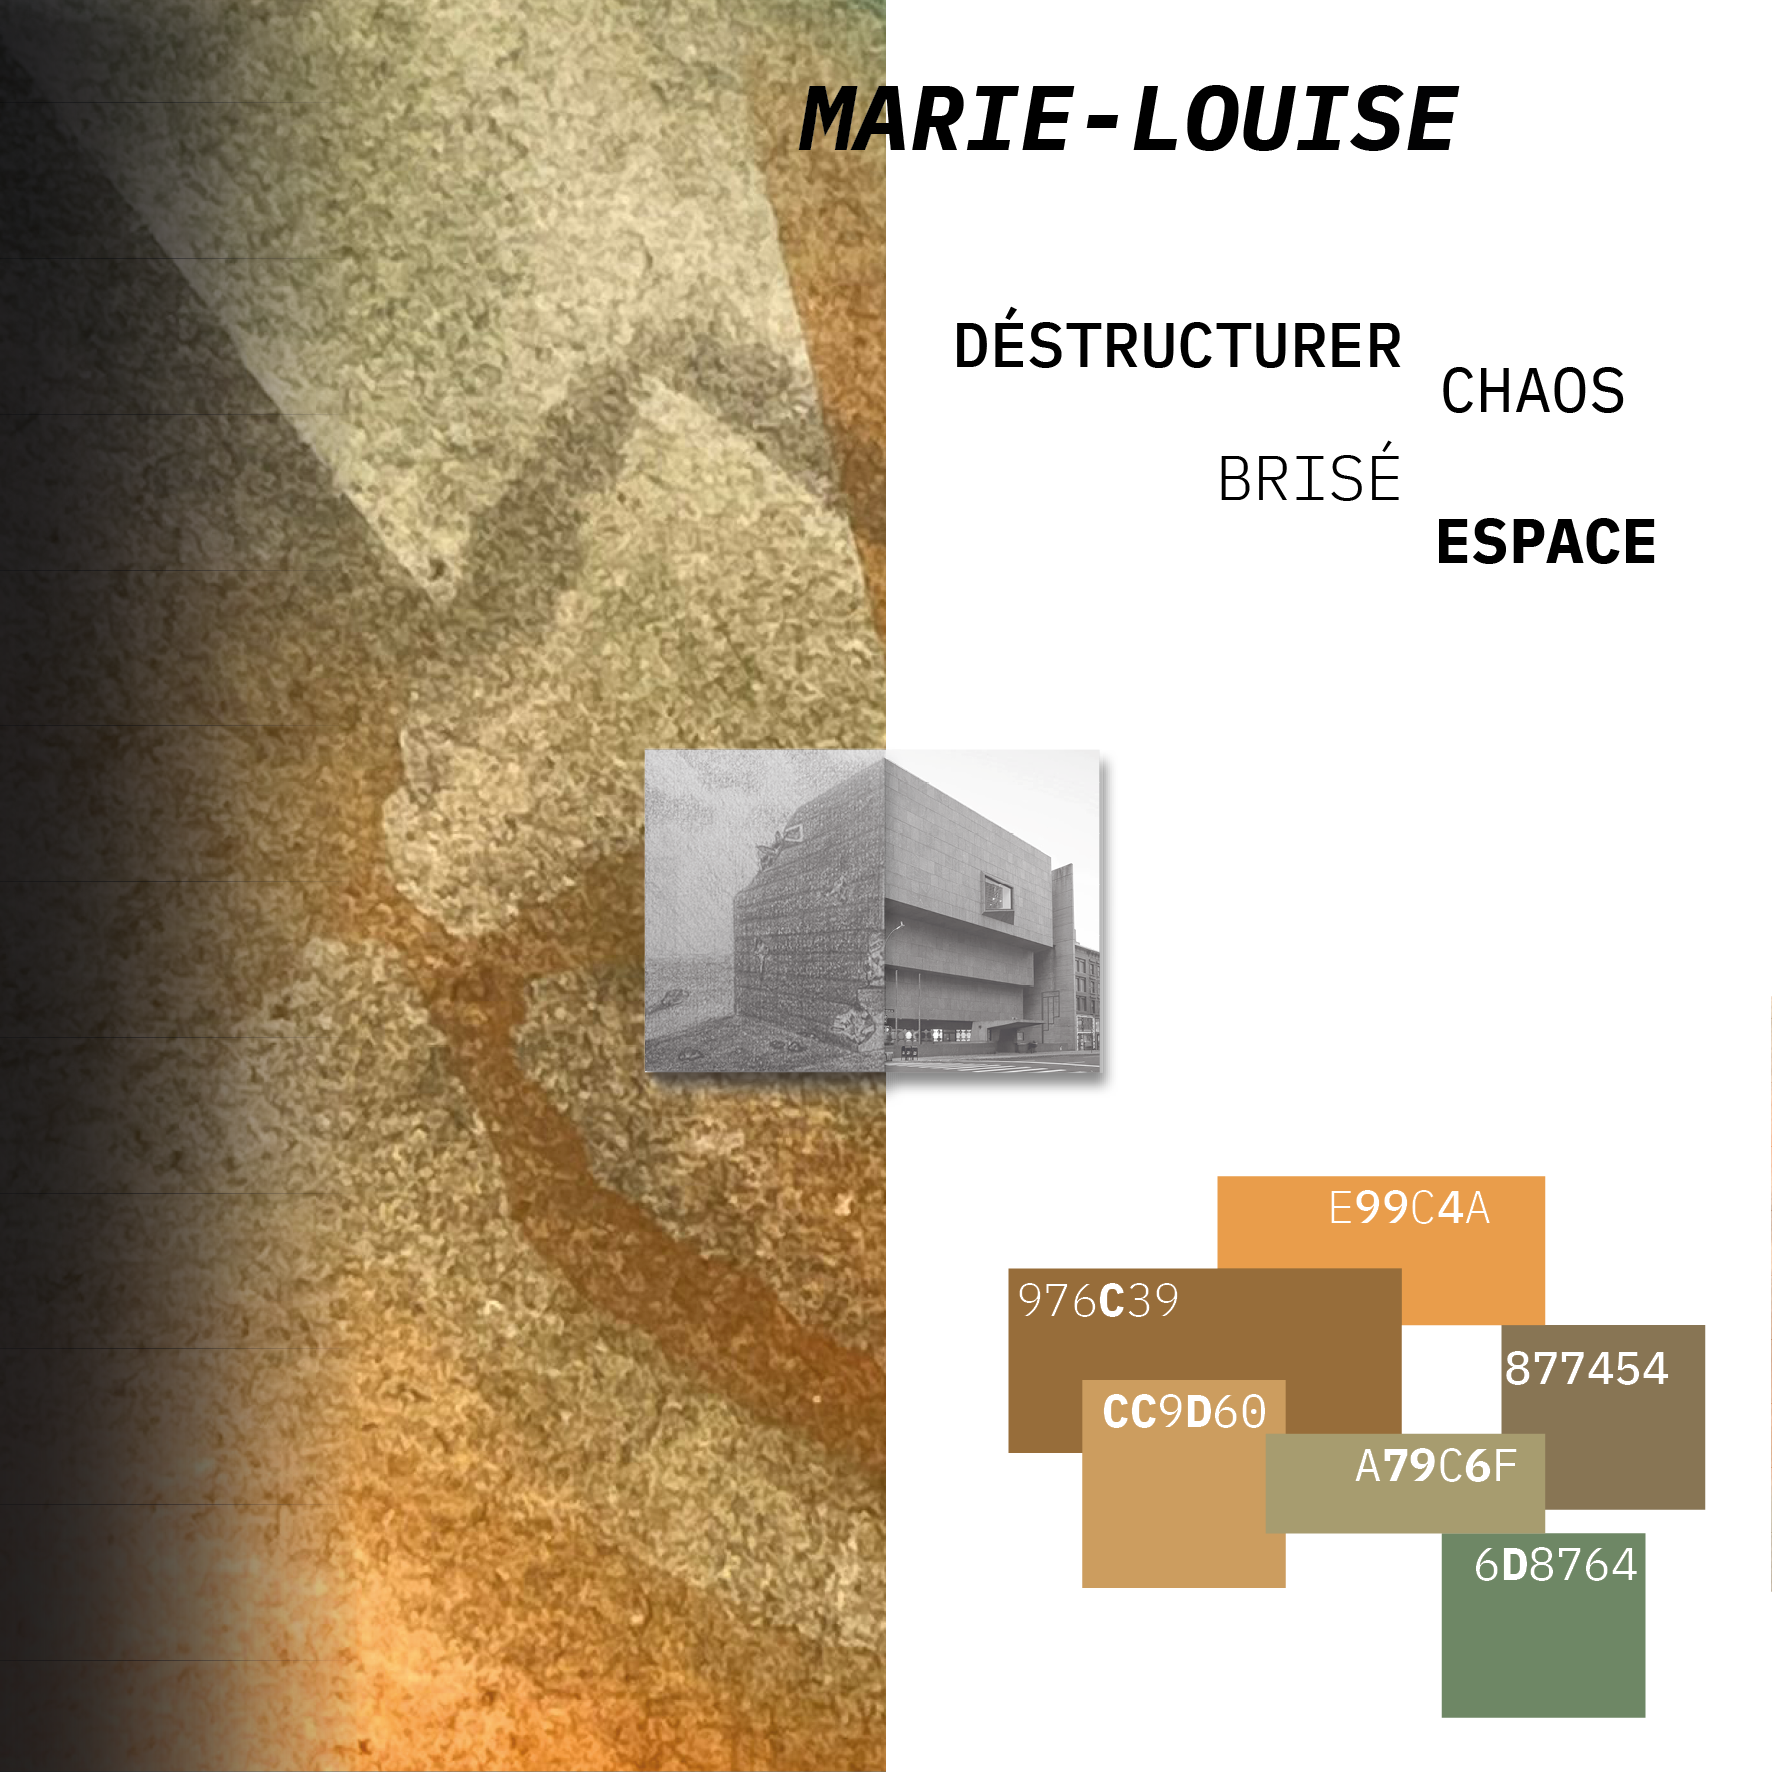 MARIE-LOUISE
DÉSTRUCTURER
CHAOS
BRISÉ
ESPACE
E99C4A
976C39
877454
CC9D60
A79C6F
6D8764